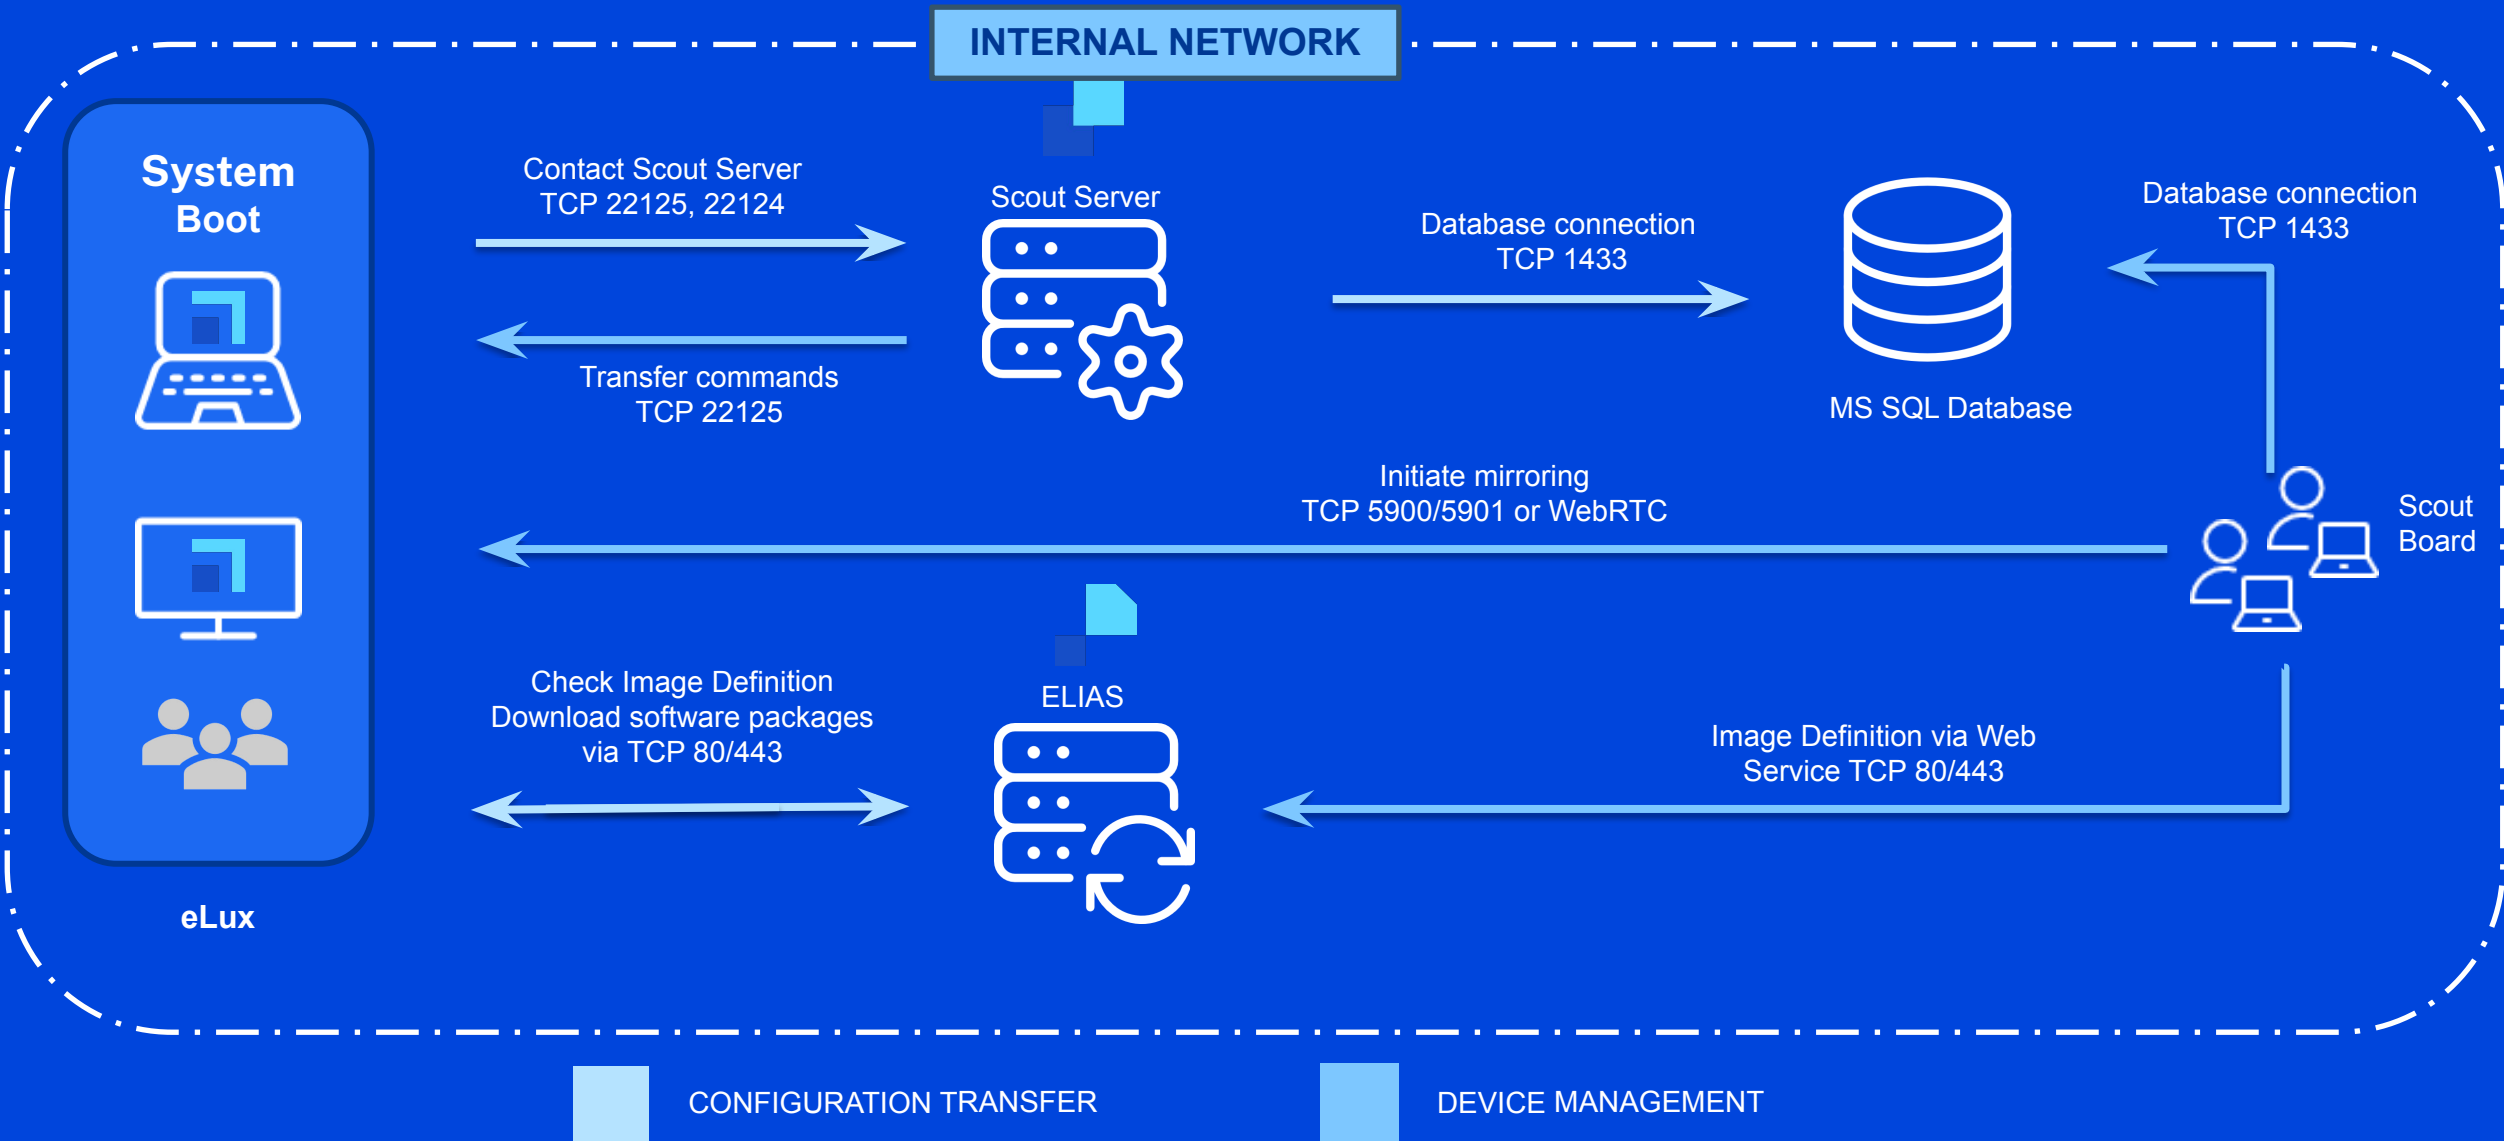 INTERNAL NETWORK
System
Boot
Contact Scout Server
TCP 22125, 22124
Scout Server
Database connection
TCP 1433
Database connection
TCP 1433
Transfer commands
TCP 22125
MS SQL Database
Initiate mirroring
TCP 5900/5901 or WebRTC
Scout
Board
Check Image Definition
Download software packages
via TCP 80/443
ELIAS
Image Definition via Web
Service TCP 80/443
eLux
CONFIGURATION TRANSFER
DEVICE MANAGEMENT